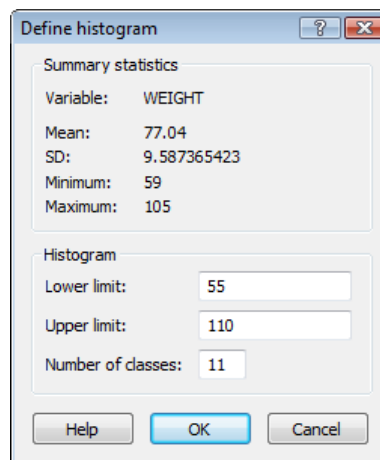 Define histogram
Summary statistics
Variable: WEIGHT
Mean: 77.04
SD: 9.587365423
Minimum: 59
Maximum: 105
Histogram
Lower limit: 55
Upper limit: 110
Number of classes: 11
Help OK Cancel